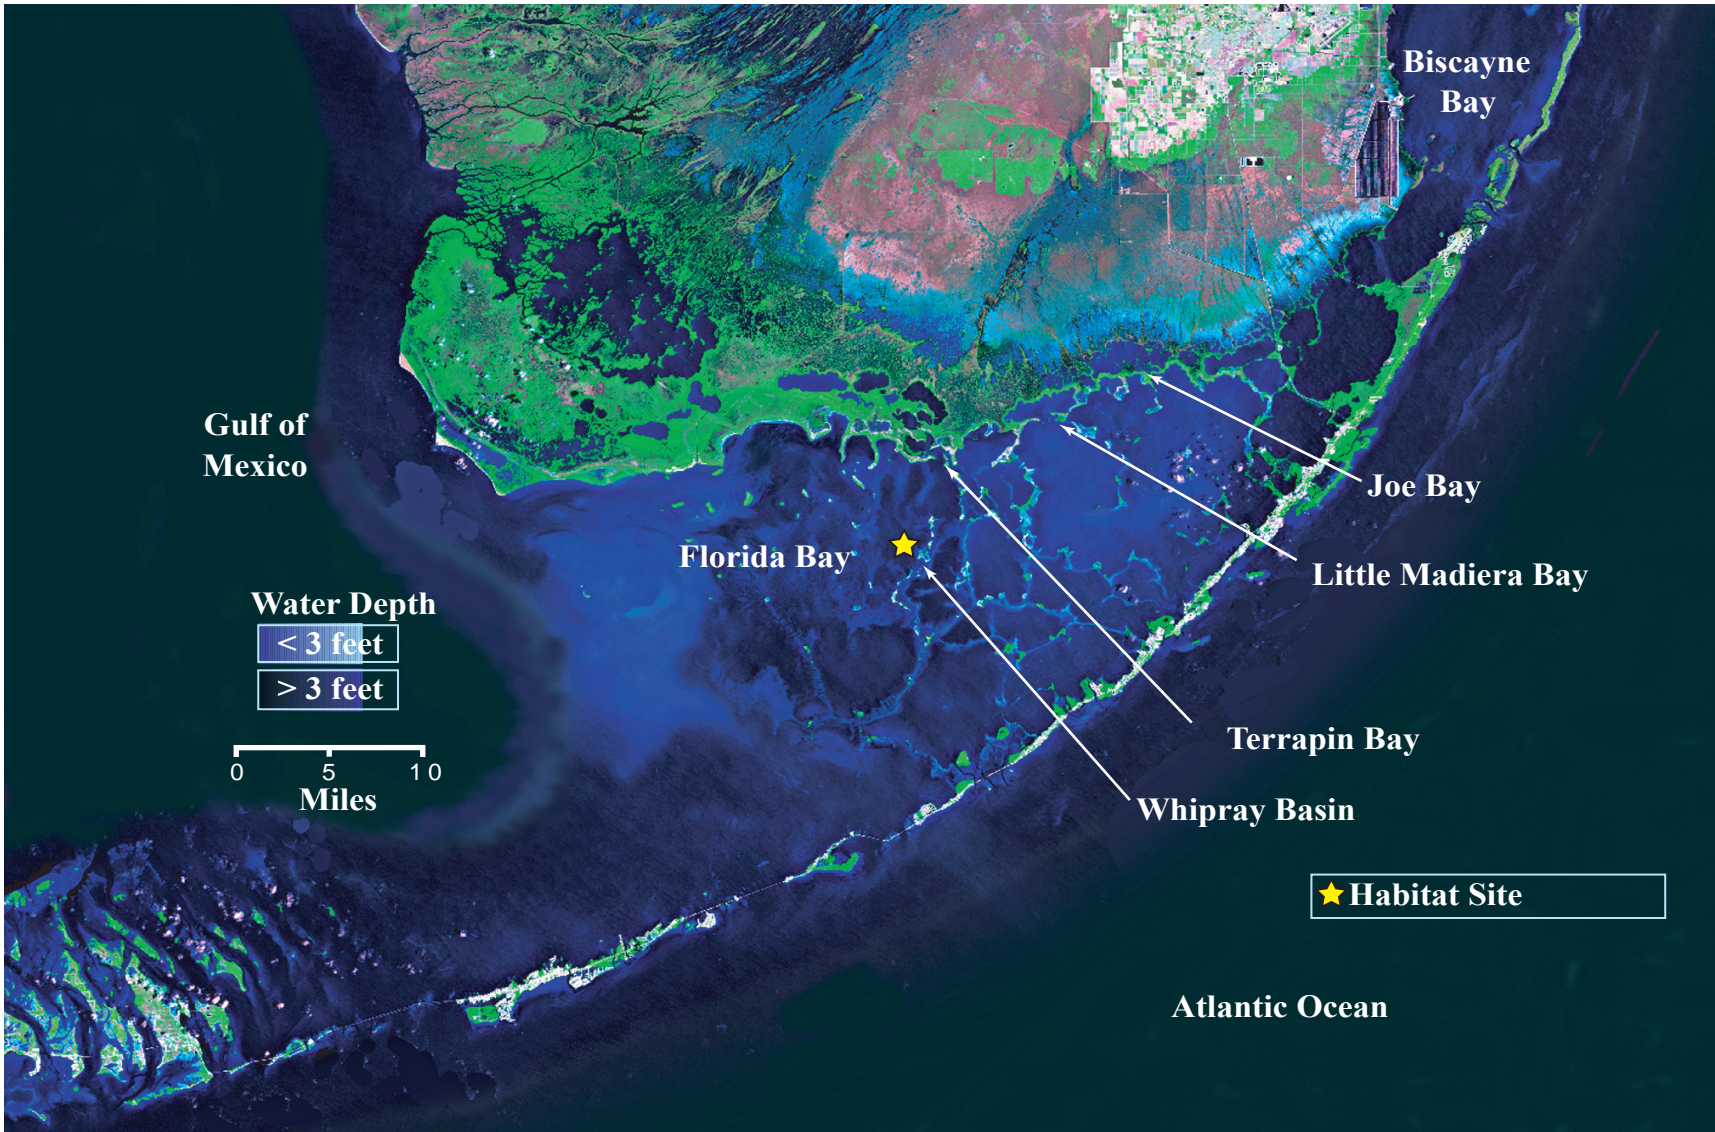 Biscayne
Bay
Gulf of
Mexico
Joe Bay
Florida Bay
Little Madiera Bay
Water Depth
< 3 feet
> 3 feet
Terrapin Bay
0 5 10
Miles
Whipray Basin
Habitat Site
Atlantic Ocean